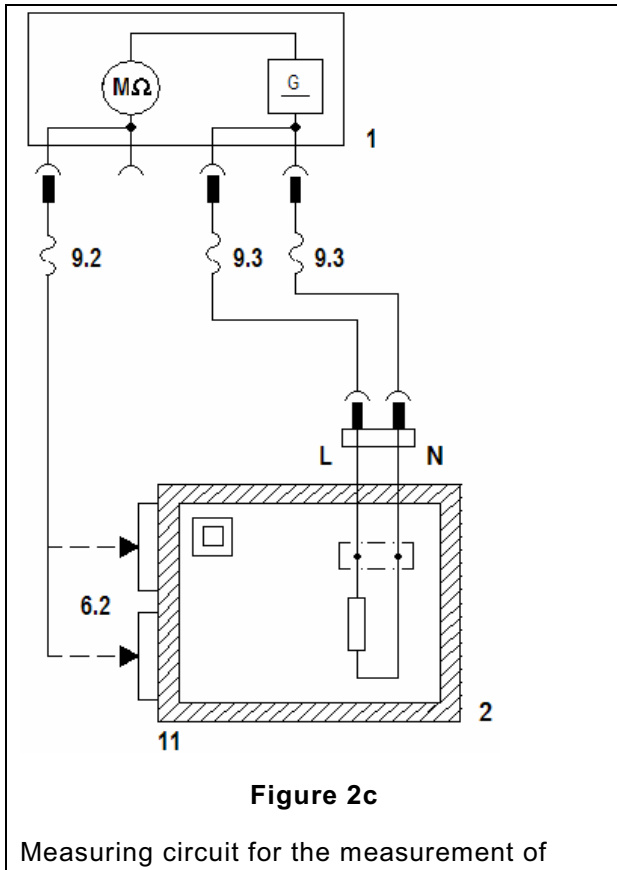 MΩ
G
1
9.2
9.3
9.3
L
N
6.2
2
11
Figure 2c
Measuring circuit for the measurement of